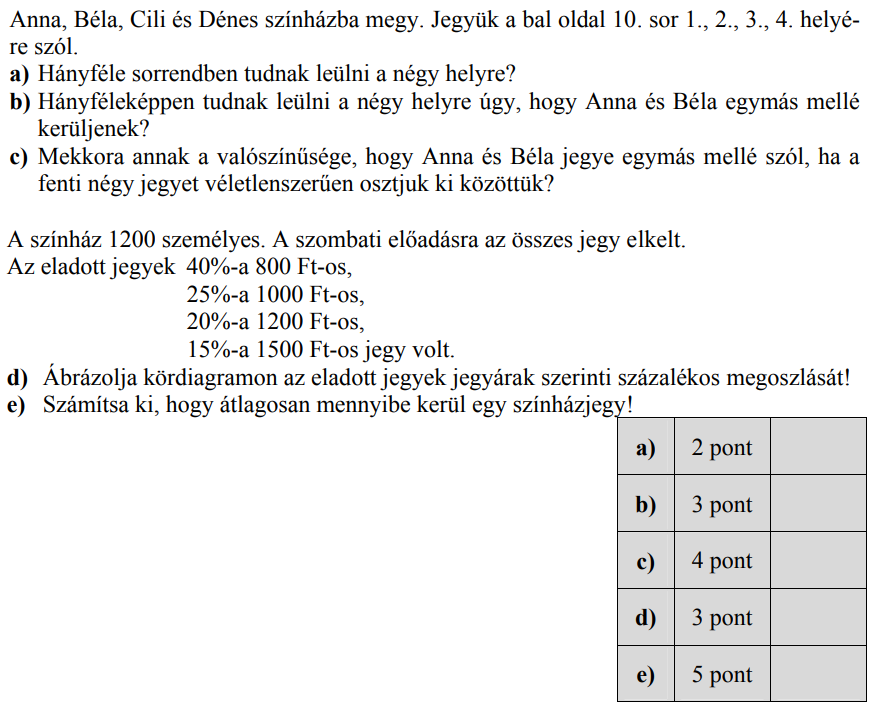 Anna, Béla, Cili és Dénes színházba megy. Jegyük a bal oldal 10. sor 1., 2., 3., 4. helyé-
re szól.
a) Hányféle sorrendben tudnak leülni a négy helyre?
b) Hányféleképpen tudnak leülni a négy helyre úgy, hogy Anna és Béla egymás mellé
kerüljenek?
c) Mekkora annak a valószínűsége, hogy Anna és Béla jegye egymás mellé szól, ha a
fenti négy jegyet véletlenszerűen osztjuk ki közöttük?
A színház 1200 személyes. A szombati előadásra az összes jegy elkelt.
Az eladott jegyek 40%-a 800 Ft-os,
25%-a 1000 Ft-os,
20%-a 1200 Ft-os,
15%-a 1500 Ft-os jegy volt.
d) Ábrázolja kördiagramon az eladott jegyek jegyárak szerinti százalékos megoszlását!
e) Számítsa ki, hogy átlagosan mennyibe kerül egy színházjegy!
a) 2 pont
b) 3 pont
c) 4 pont
d) 3 pont
e) 5 pont